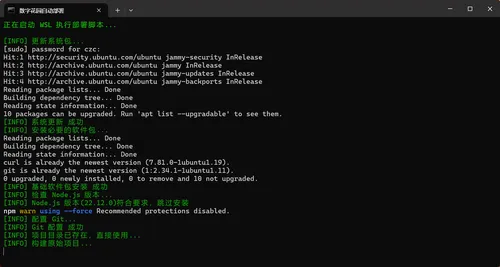 数字花园自动部署
正在启动 WSL 执行部署脚本...
[INFO] 更新系统包...
[sudo] password for czc:
Hit:1 http://security.ubuntu.com/ubuntu jammy-security InRelease
Hit:2 http://archive.ubuntu.com/ubuntu jammy InRelease
Hit:3 http://archive.ubuntu.com/ubuntu jammy-updates InRelease
Hit:4 http://archive.ubuntu.com/ubuntu jammy-backports InRelease
Reading package lists... Done
Building dependency tree... Done
Reading state information... Done
10 packages can be upgraded. Run 'apt list --upgradable' to see them.
[INFO] 系统更新 成功
[INFO] 安装必要的软件包...
Reading package lists... Done
Building dependency tree... Done
Reading state information... Done
curl is already the newest version (7.81.0-1ubuntu1.19).
git is already the newest version (1:2.34.1-1ubuntu1.11).
0 upgraded, 0 newly installed, 0 to remove and 10 not upgraded.
[INFO] 基础软件包安装 成功
[INFO] 检查 Node.js 版本...
[INFO] Node.js 版本(22.12.0)符合要求，跳过安装
npm warn using --force Recommended protections disabled.
[INFO] 配置 Git...
[INFO] Git 配置 成功
[INFO] 项目目录已存在，直接使用...
[INFO] 构建原始项目...